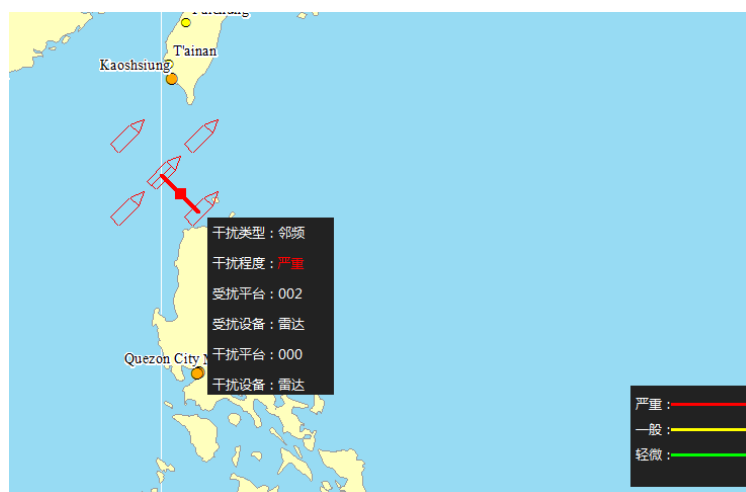 T'ainan
Kaoshsiung
干扰类型：邻频
干扰程度：严重
受扰平台：002
受扰设备：雷达
Quezon City
干扰平台：000
干扰设备：雷达
严重：
一般：
轻微：